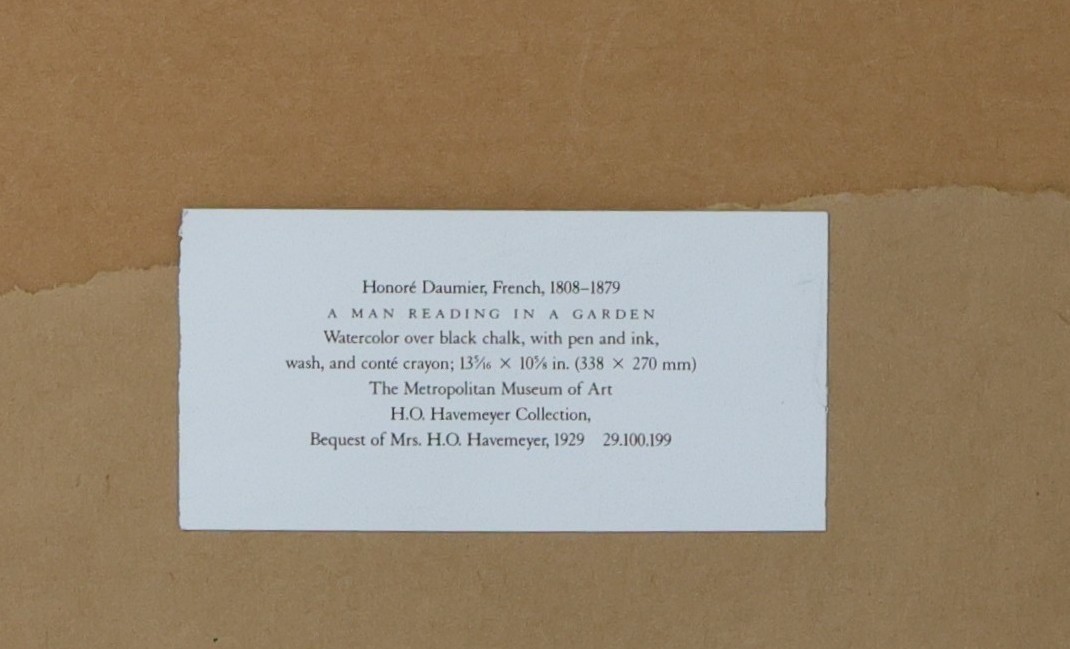 Honoré Daumier, French, 1808–1879
A MAN READING IN A GARDEN
Watercolor over black chalk, with pen and ink,
wash, and conté crayon; 13⁵⁄₁₆ × 10⅝ in. (338 × 270 mm)
The Metropolitan Museum of Art
H.O. Havemeyer Collection,
Bequest of Mrs. H.O. Havemeyer, 1929 29.100.199